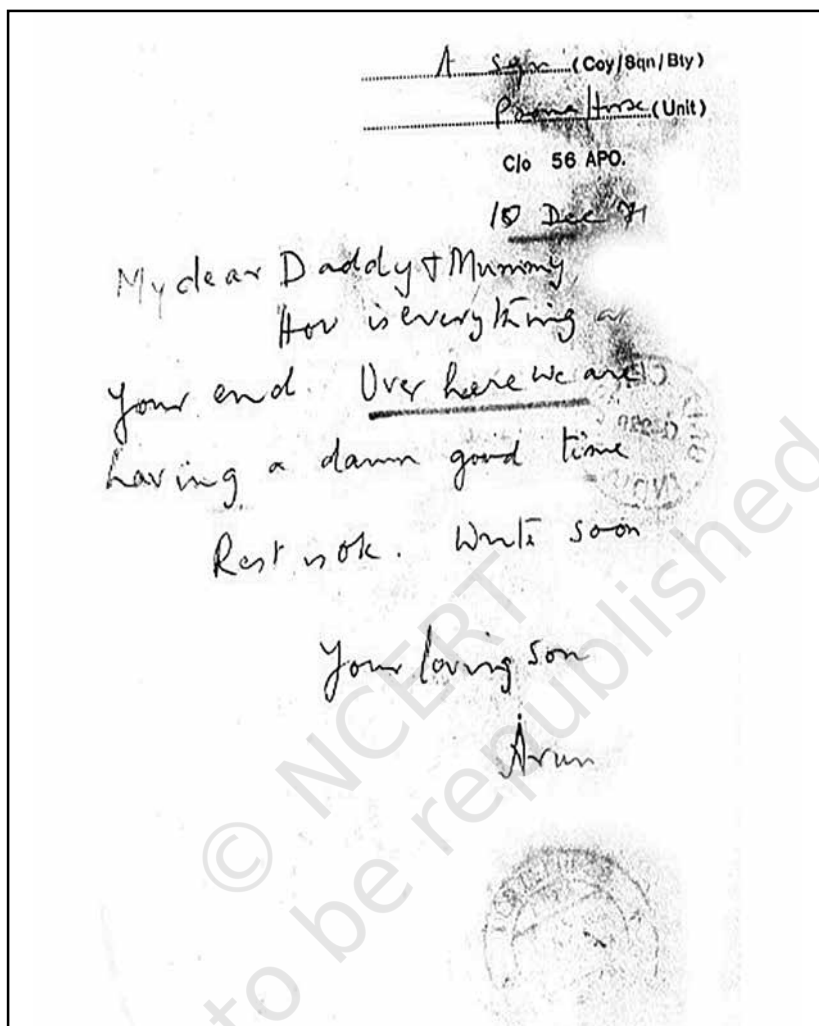 A Sqn (Coy/Sqn/Bty)
Poona Horse (Unit)
C/o 56 APO.
10 Dec 71
My dear Daddy & Mummy,
How is everything at
your end. Over here we are
having a damn good time
Rest is ok. Write soon
Your loving son
Arun
© NCERT
to be republished